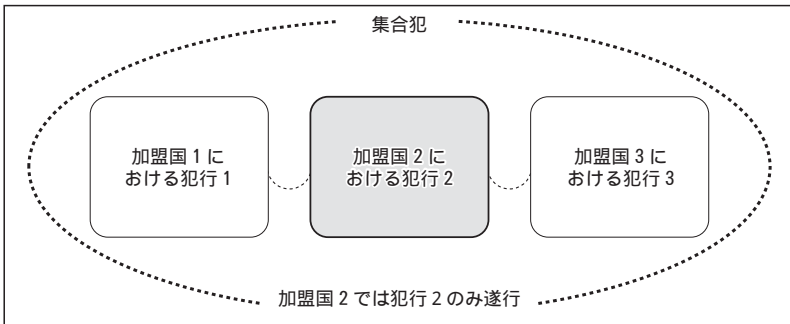 集合犯
加盟国1に
おける犯行1
加盟国2に
おける犯行2
加盟国3に
おける犯行3
加盟国2では犯行2のみ遂行